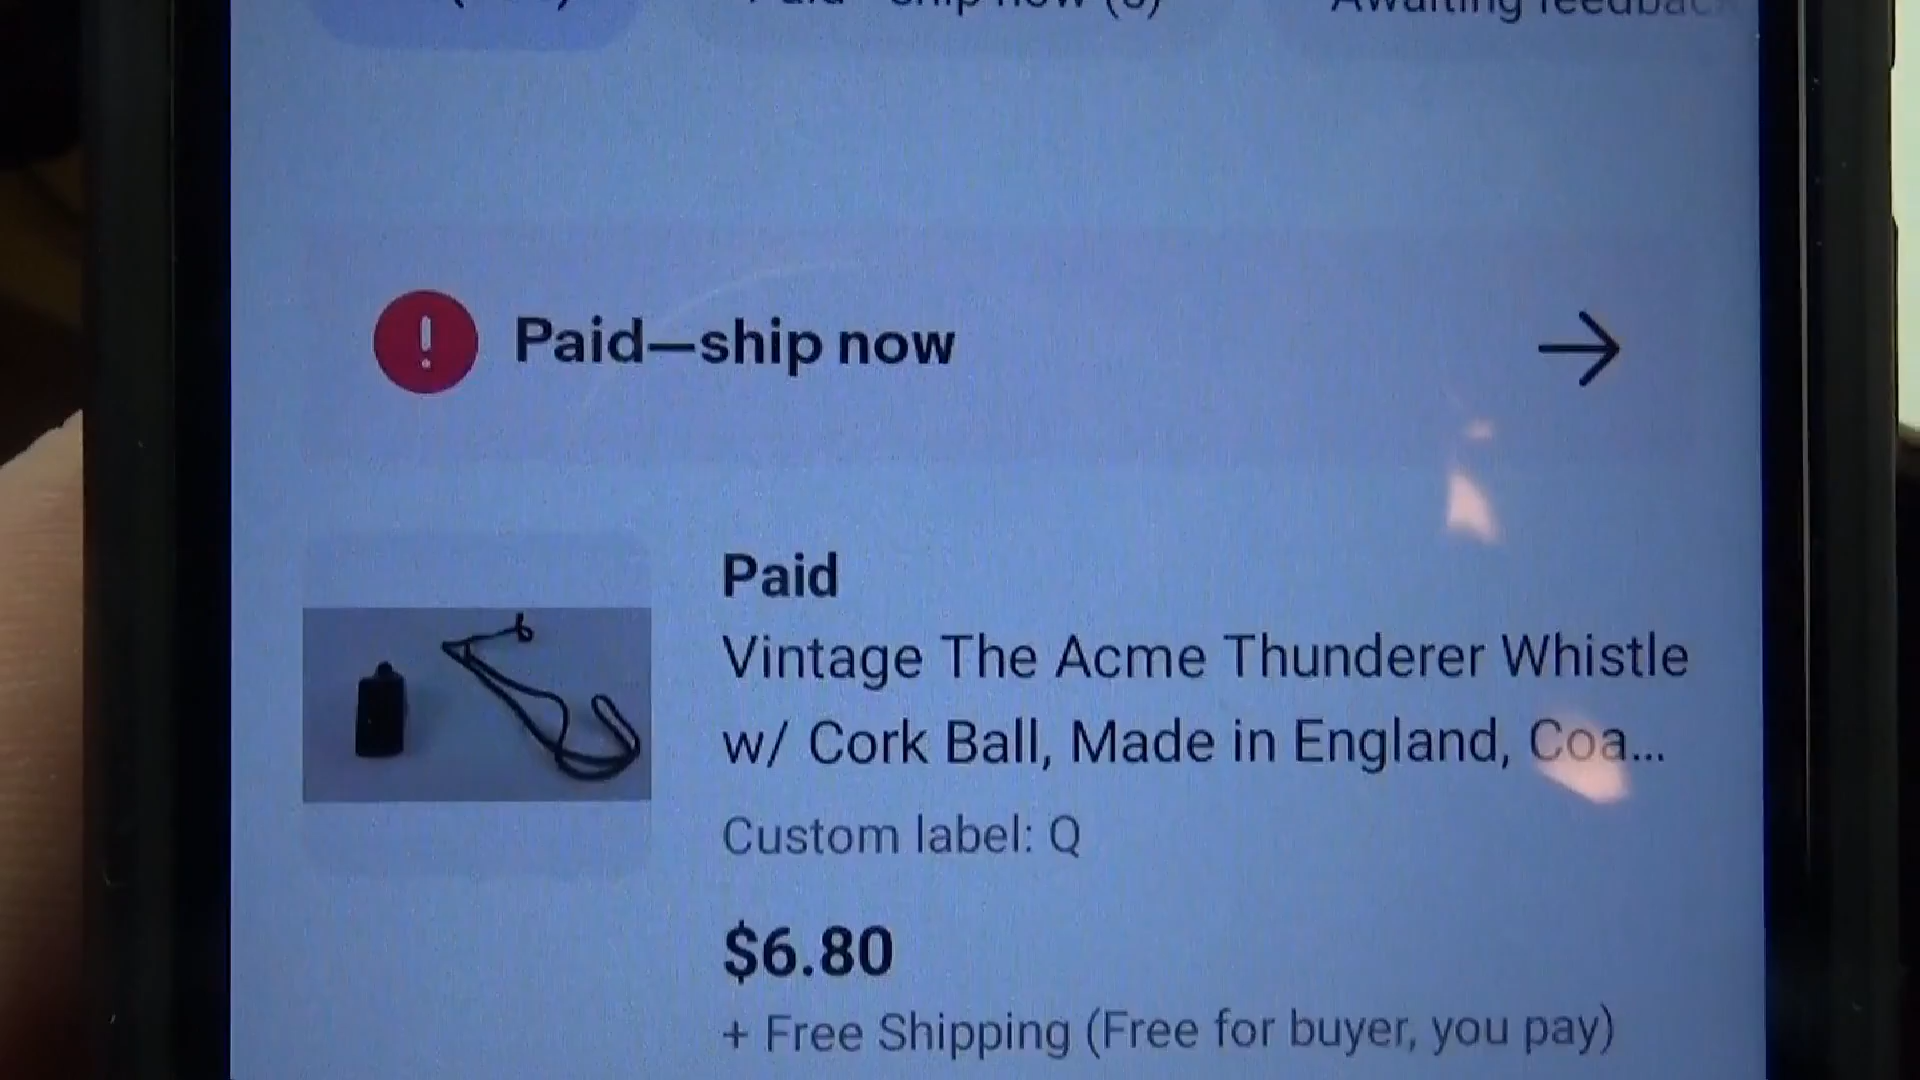 Paid—ship now
Paid
Vintage The Acme Thunderer Whistle
w/ Cork Ball, Made in England, Coa...
Custom label: Q
$6.80
+ Free Shipping (Free for buyer, you pay)